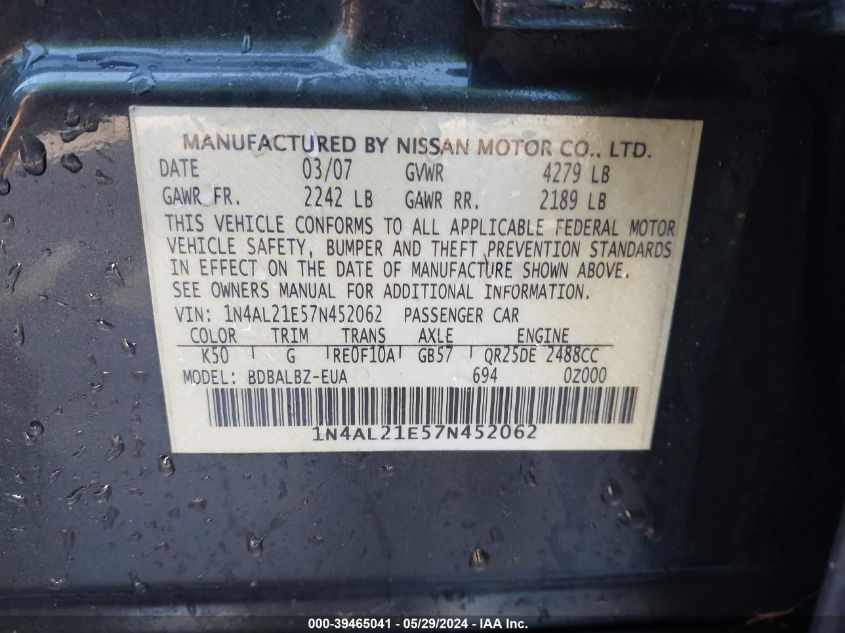 MANUFACTURED BY NISSAN MOTOR CO., LTD.
DATE 03/07 GVWR 4279 LB
GAWR FR. 2242 LB GAWR RR. 2189 LB
THIS VEHICLE CONFORMS TO ALL APPLICABLE FEDERAL MOTOR
VEHICLE SAFETY, BUMPER AND THEFT PREVENTION STANDARDS
IN EFFECT ON THE DATE OF MANUFACTURE SHOWN ABOVE.
SEE OWNERS MANUAL FOR ADDITIONAL INFORMATION.
VIN: 1N4AL21E57N452062 PASSENGER CAR
COLOR TRIM TRANS AXLE ENGINE
K50 G RE0F10A GB57 QR25DE 2488CC
MODEL: BDBALBZ-EUA 694 0Z000
1N4AL21E57N452062
000-39465041 - 05/29/2024 - IAA Inc.